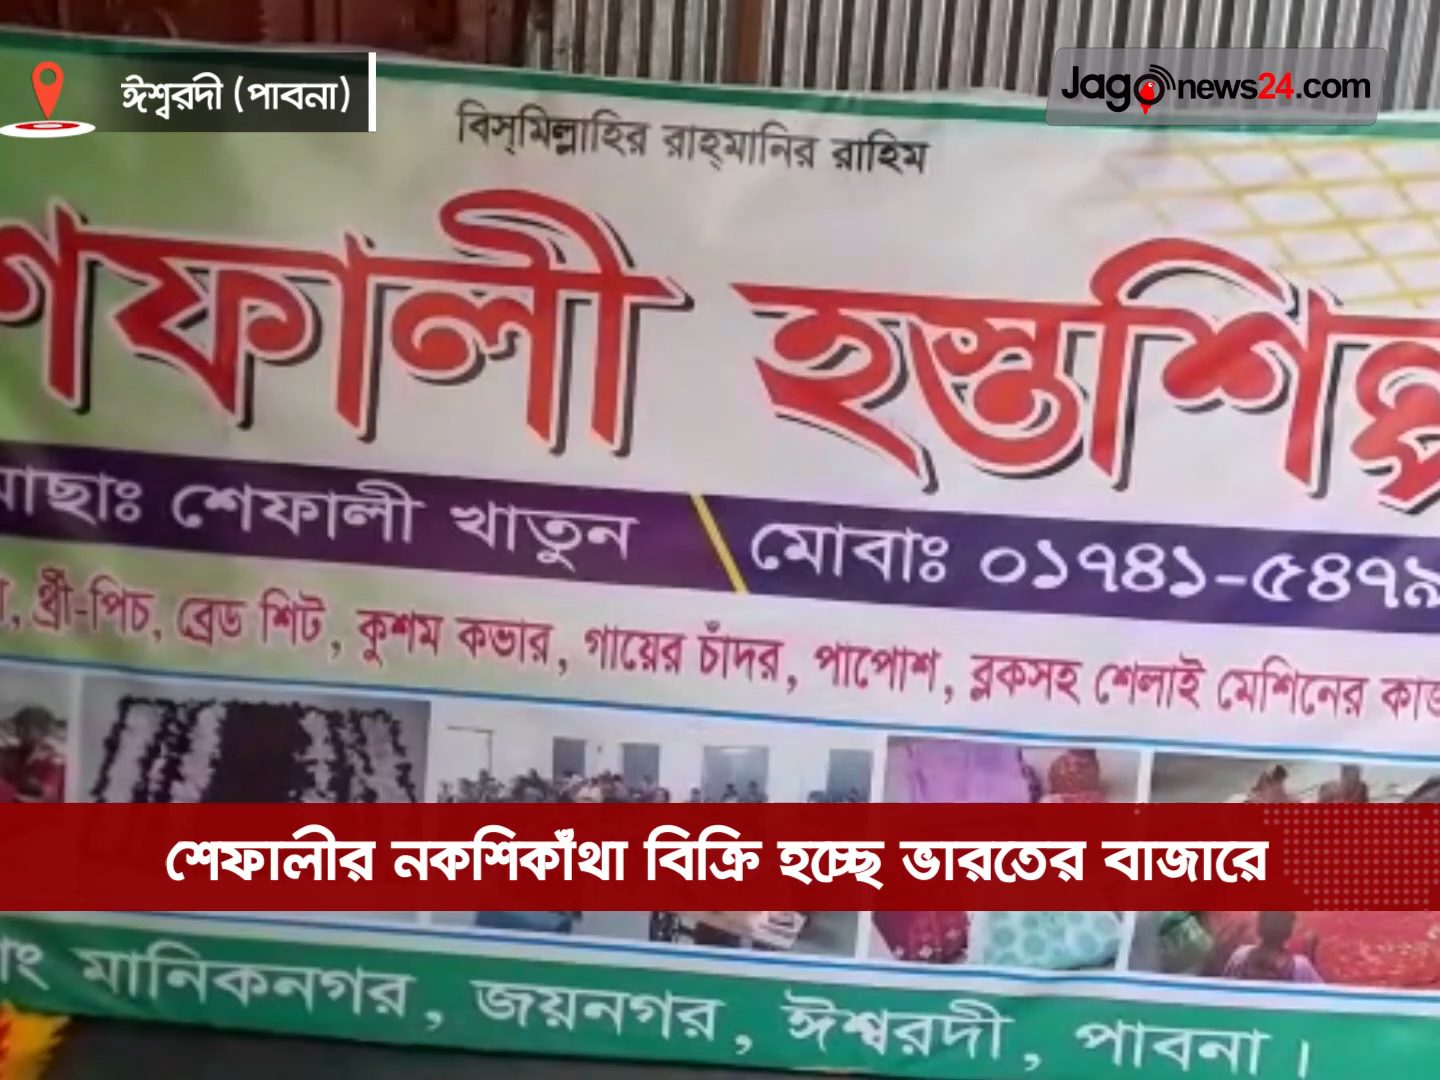 ঈশ্বরদী (পাবনা)
Jagonews24.com
বিস্‌মিল্লাহির রাহ্‌মানির রাহিম
শেফালী হস্তশিল্প
মোছাঃ শেফালী খাতুন
মোবাঃ ০১৭৪১-৫৪৭৯
থ্রী-পিচ, ব্রেড শিট, কুশম কভার, গায়ের চাঁদর, পাপোশ, ব্লকসহ শেলাই মেশিনের কাজ
শেফালীর নকশিকাঁথা বিক্রি হচ্ছে ভারতের বাজারে
সাং মানিকনগর, জয়নগর, ঈশ্বরদী, পাবনা।